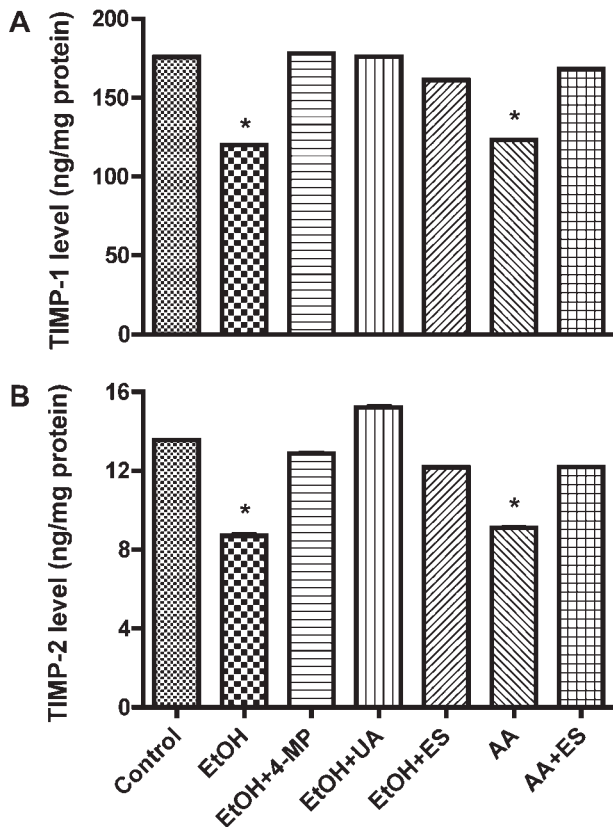 A
TIMP-1 level (ng/mg protein)
200
150
100
50
0
*
*
B
TIMP-2 level (ng/mg protein)
16
12
8
4
0
*
*
Control
EtOH
EtOH+4-MP
EtOH+UA
EtOH+ES
AA
AA+ES